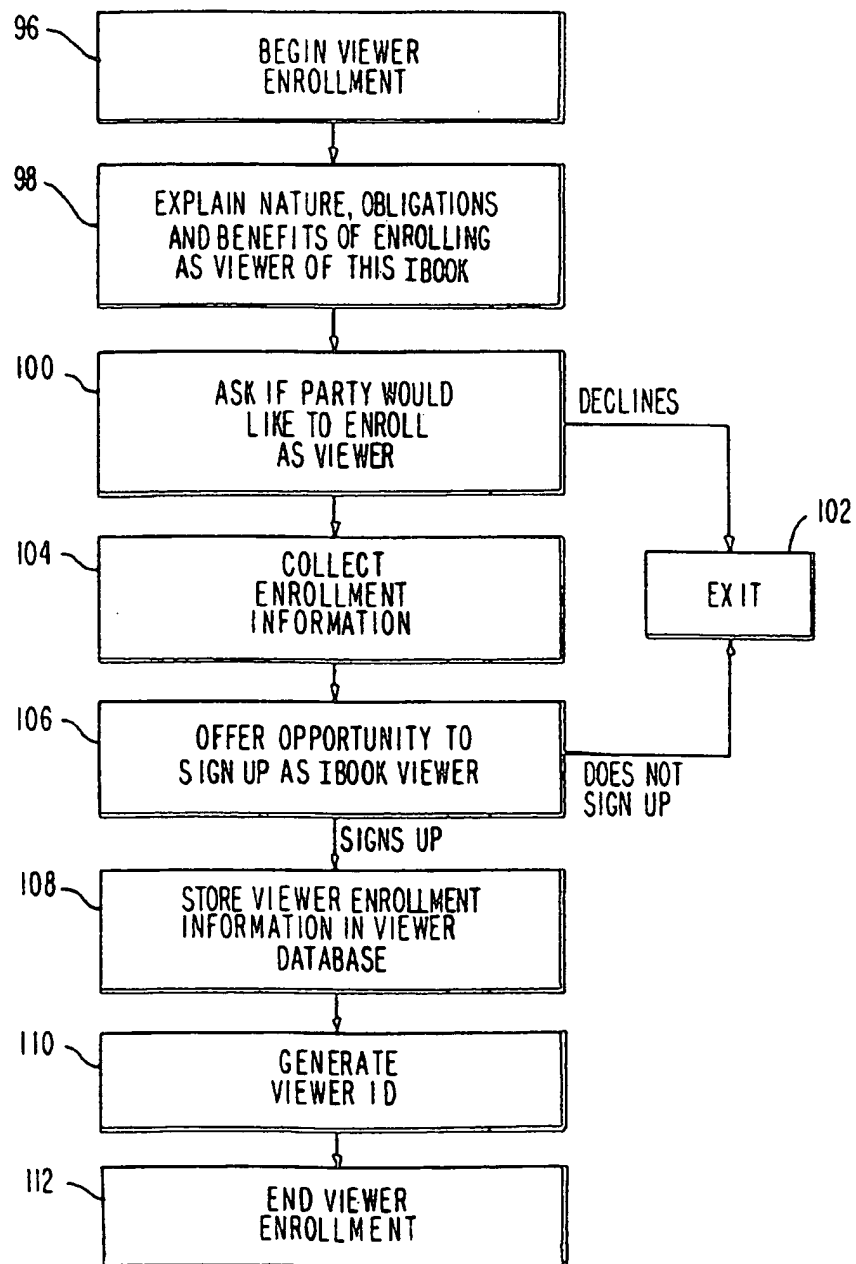 96
BEGIN VIEWER
ENROLLMENT
98
EXPLAIN NATURE, OBLIGATIONS
AND BENEFITS OF ENROLLING
AS VIEWER OF THIS IBOOK
100
ASK IF PARTY WOULD
LIKE TO ENROLL
AS VIEWER
DECLINES
102
EXIT
104
COLLECT
ENROLLMENT
INFORMATION
106
OFFER OPPORTUNITY TO
SIGN UP AS IBOOK VIEWER
DOES NOT
SIGN UP
SIGNS UP
108
STORE VIEWER ENROLLMENT
INFORMATION IN VIEWER
DATABASE
110
GENERATE
VIEWER ID
112
END VIEWER
ENROLLMENT